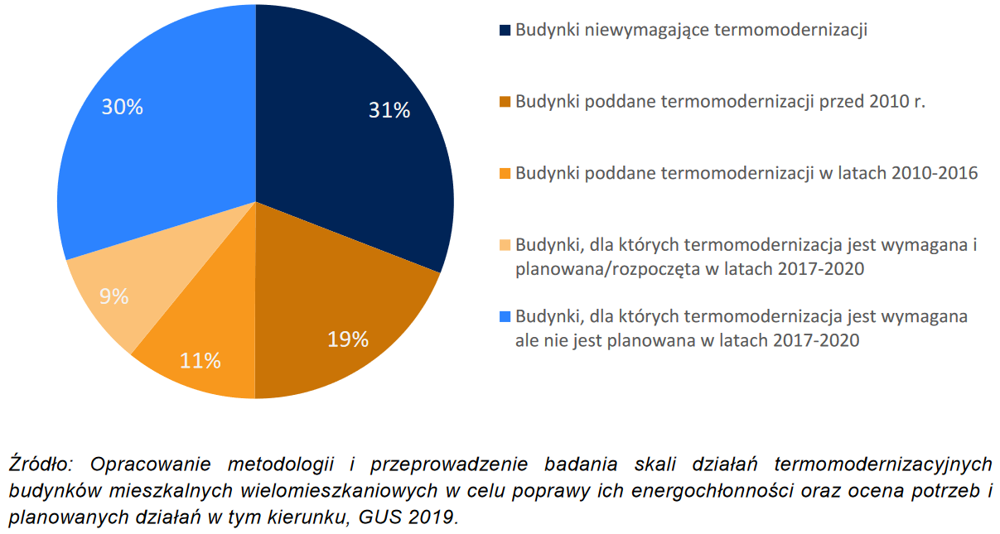 30%
31%
9%
11%
19%
Budynki niewymagające termomodernizacji
Budynki poddane termomodernizacji przed 2010 r.
Budynki poddane termomodernizacji w latach 2010-2016
Budynki, dla których termomodernizacja jest wymagana i
planowana/rozpoczęta w latach 2017-2020
Budynki, dla których termomodernizacja jest wymagana
ale nie jest planowana w latach 2017-2020
Źródło: Opracowanie metodologii i przeprowadzenie badania skali działań termomodernizacyjnych
budynków mieszkalnych wielomieszkaniowych w celu poprawy ich energochłonności oraz ocena potrzeb i
planowanych działań w tym kierunku, GUS 2019.